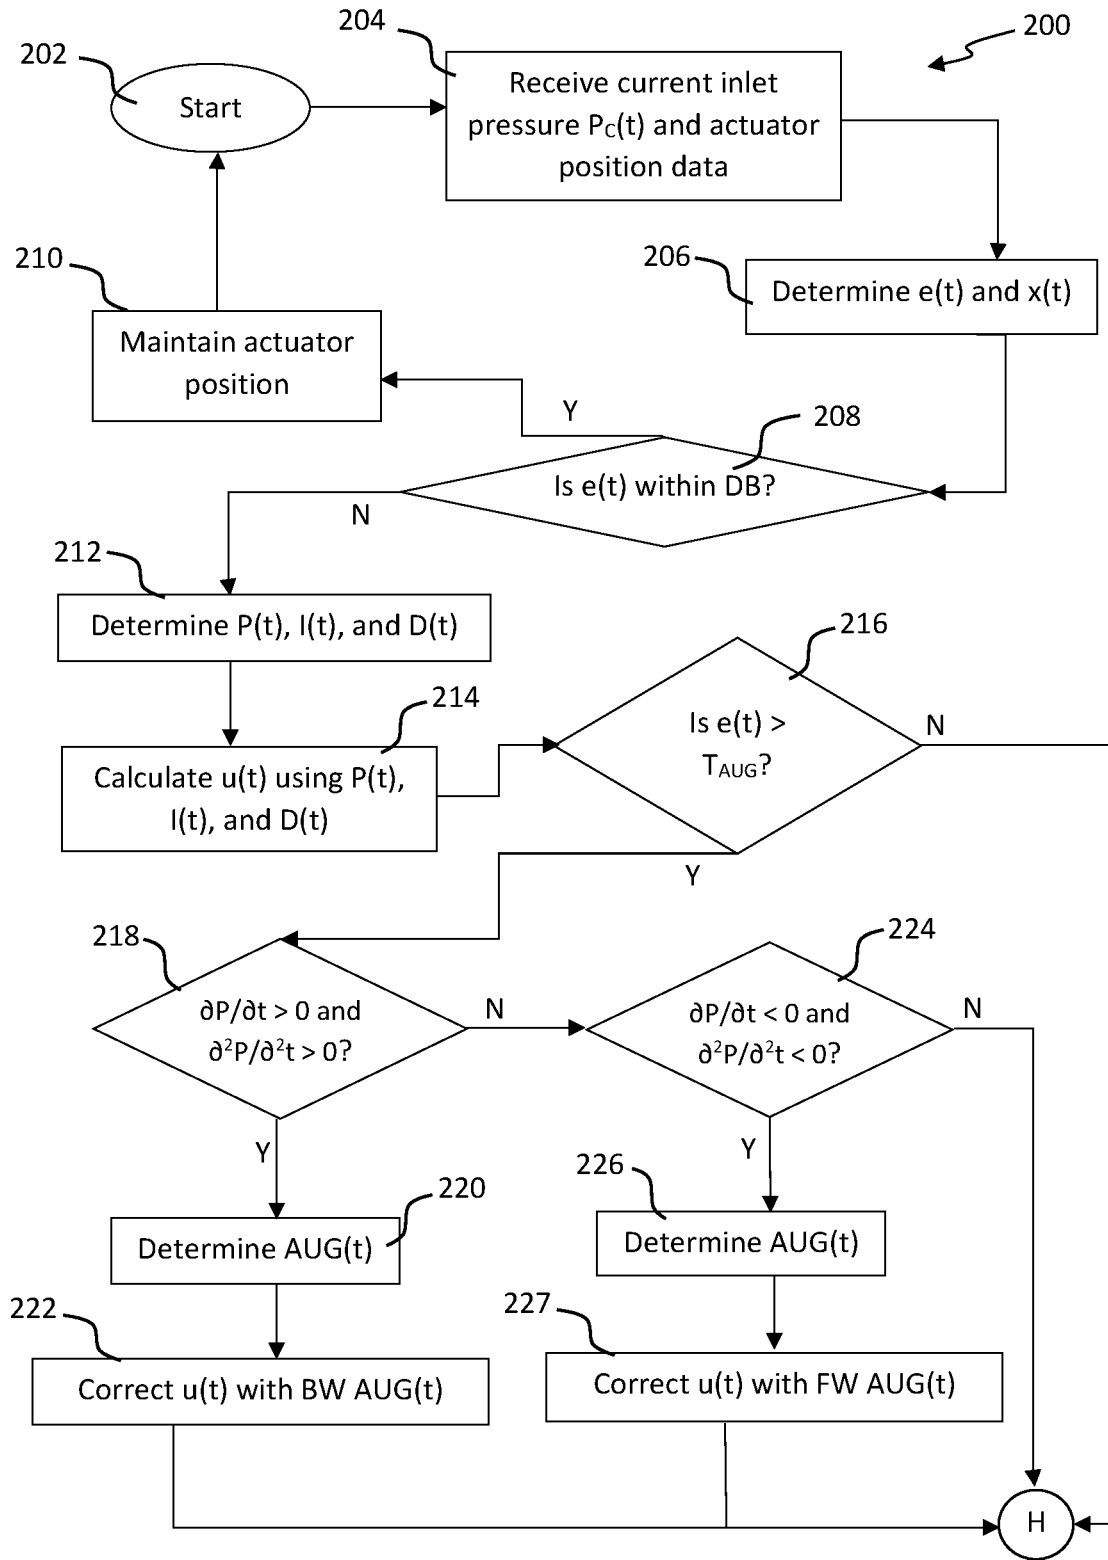 200
202
Start
204
Receive current inlet
pressure P_C(t) and actuator
position data
206
Determine e(t) and x(t)
210
Maintain actuator
position
Y
208
Is e(t) within DB?
N
212
Determine P(t), I(t), and D(t)
214
Calculate u(t) using P(t),
I(t), and D(t)
216
Is e(t) >
T_AUG?
N
Y
218
∂P/∂t > 0 and
∂²P/∂²t > 0?
N
224
∂P/∂t < 0 and
∂²P/∂²t < 0?
N
Y
220
Determine AUG(t)
Y
226
Determine AUG(t)
222
Correct u(t) with BW AUG(t)
227
Correct u(t) with FW AUG(t)
H